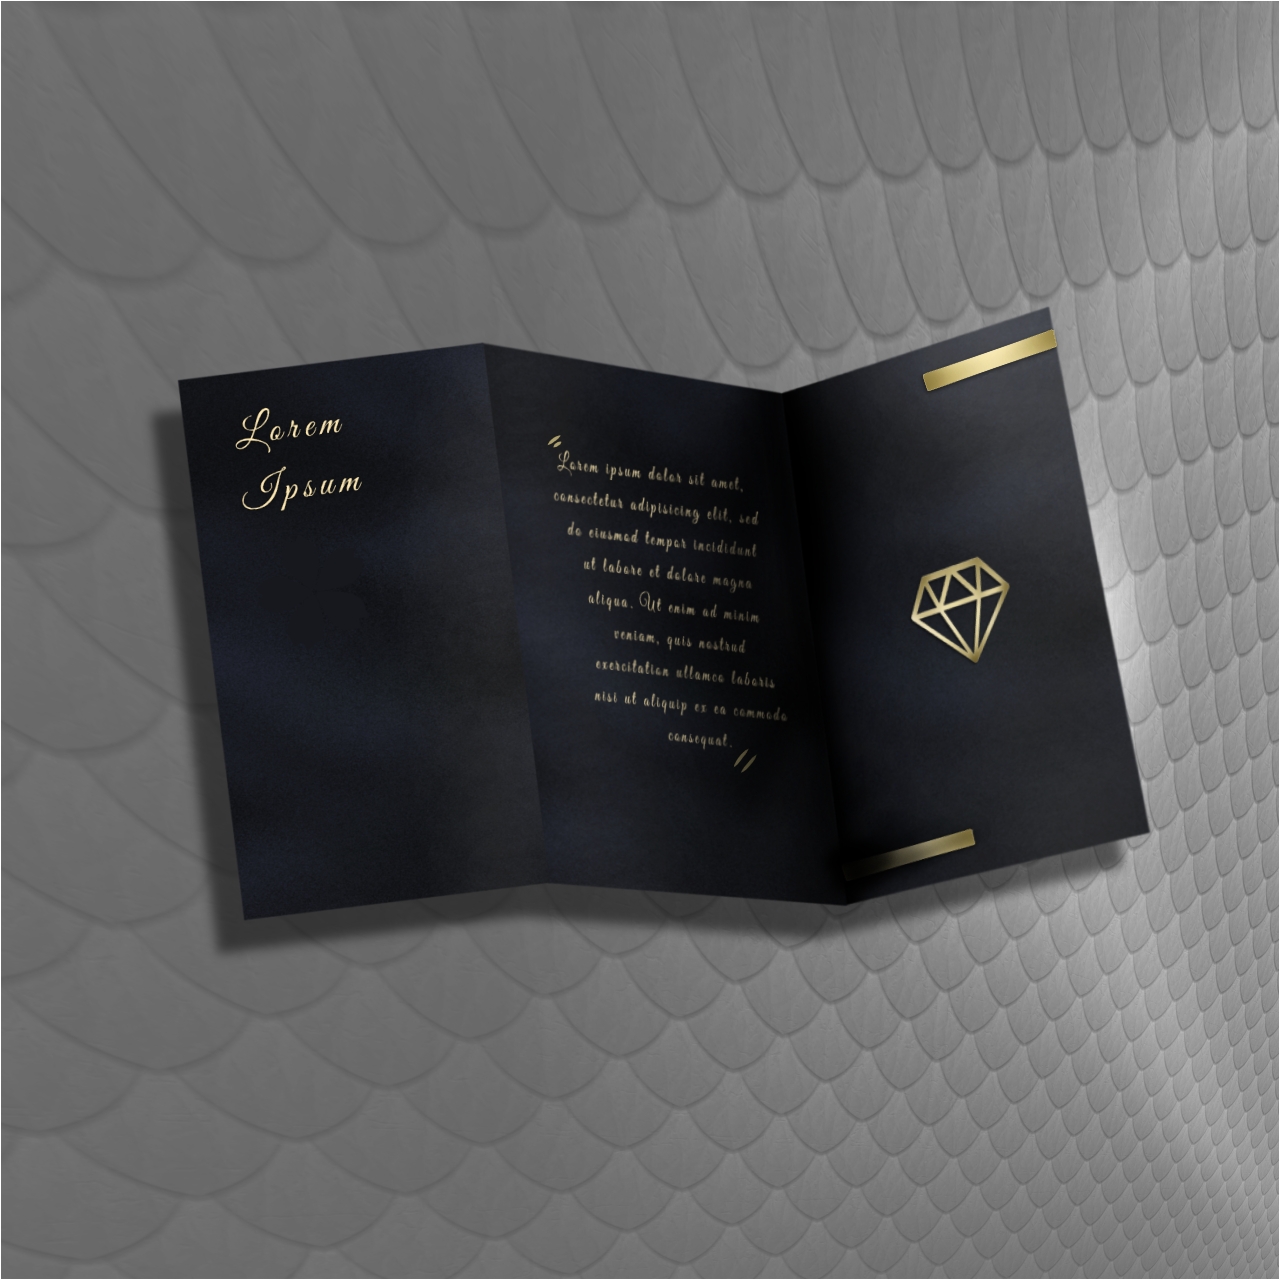 Lorem
Ipsum
"Lorem ipsum dolor sit amet,
consectetur adipisicing elit, sed
do eiusmod tempor incididunt
ut labore et dolore magna
aliqua. Ut enim ad minim
veniam, quis nostrud
exercitation ullamco laboris
nisi ut aliquip ex ea commodo
consequat."